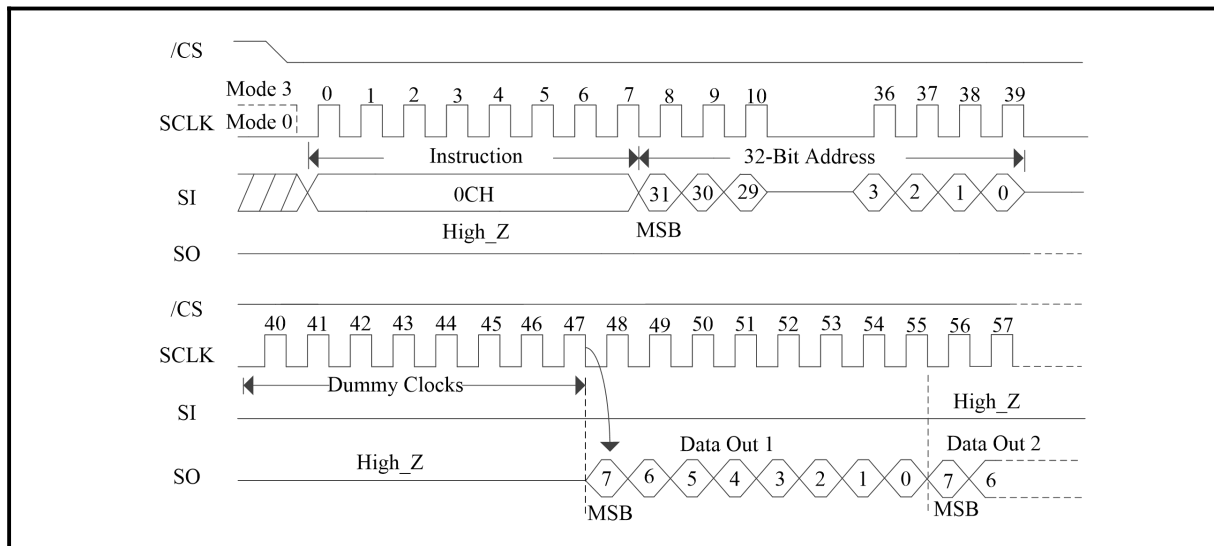 /CS
Mode 3
0 1 2 3 4 5 6 7 8 9 10 36 37 38 39
SCLK
Mode 0
Instruction 32-Bit Address
SI
0CH 31 30 29 3 2 1 0
High_Z MSB
SO
/CS
40 41 42 43 44 45 46 47 48 49 50 51 52 53 54 55 56 57
SCLK
Dummy Clocks
SI
High_Z
Data Out 1 Data Out 2
High_Z
SO
7 6 5 4 3 2 1 0 7 6
MSB MSB